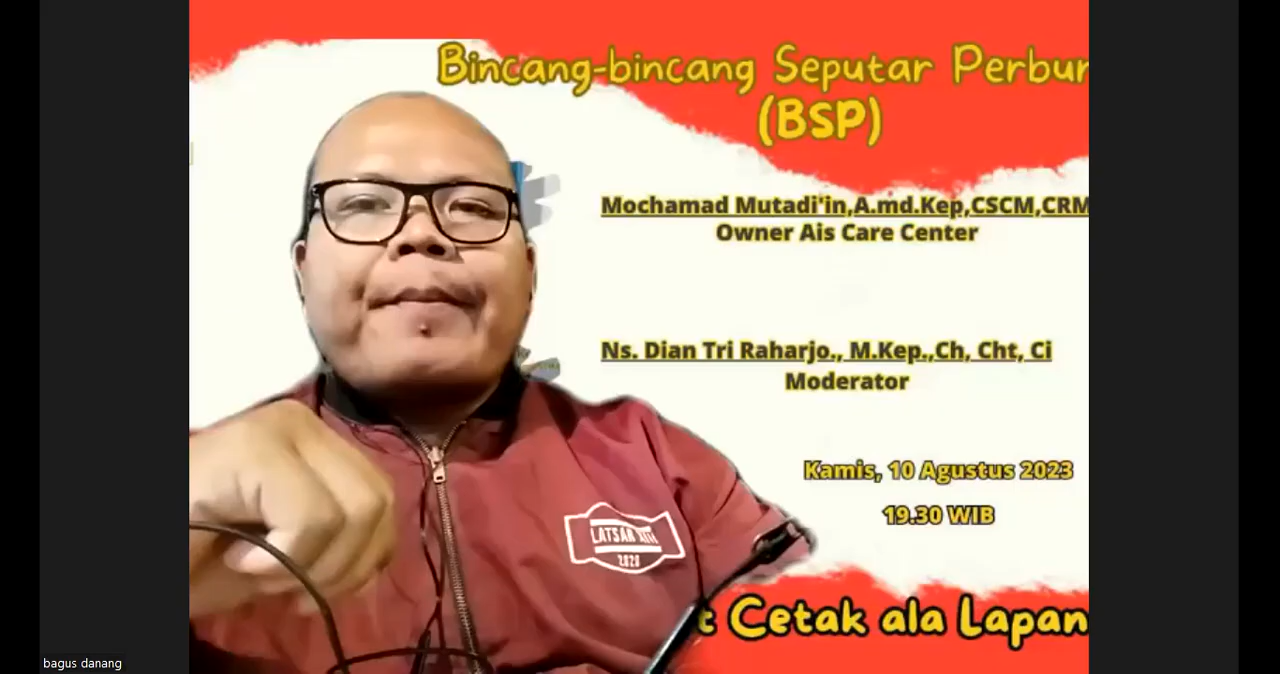 Bincang-bincang Seputar Perbur
(BSP)
Mochamad Mutadi'in,A.md.Kep,CSCM,CRM
Owner Ais Care Center
Ns. Dian Tri Raharjo., M.Kep.,Ch, Cht, Ci
Moderator
Kamis, 10 Agustus 2023
19.30 WIB
LATSAR
2020
t Cetak ala Lapan
bagus danang